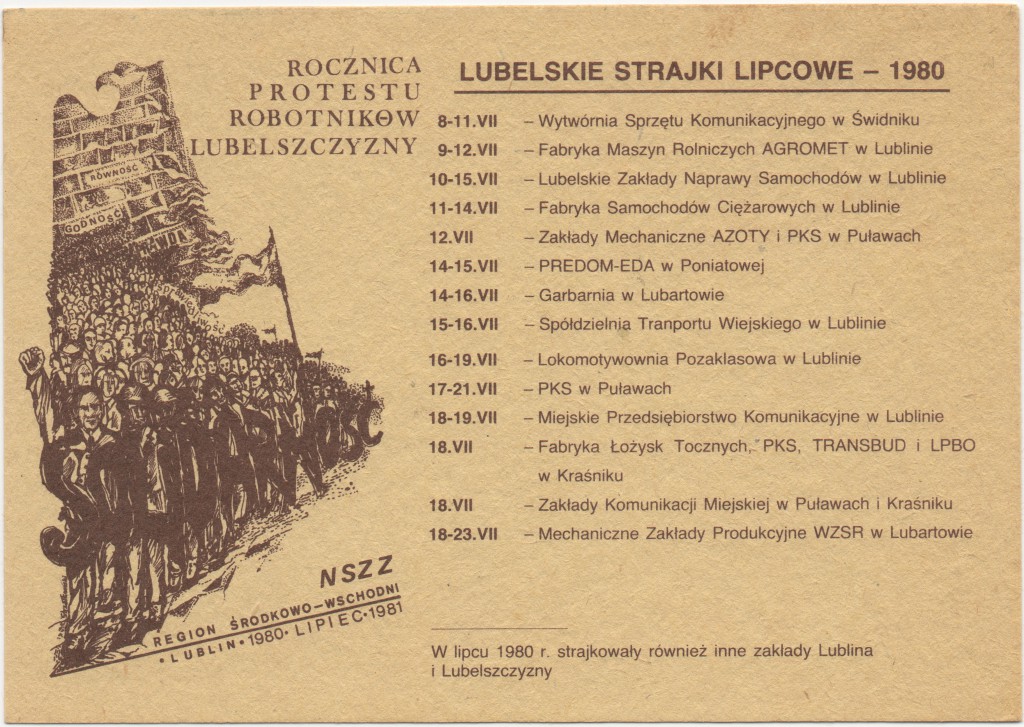 ROCZNICA
PROTESTU
ROBOTNIKÓW
LUBELSZCZYZNY
RÓWNOŚĆ
GODNOŚĆ
PRAWDA
SOLIDARNOŚĆ
NSZZ
REGION ŚRODKOWO-WSCHODNI
• LUBLIN • 1980 • LIPIEC • 1981
LUBELSKIE STRAJKI LIPCOWE – 1980
8-11.VII – Wytwórnia Sprzętu Komunikacyjnego w Świdniku
9-12.VII – Fabryka Maszyn Rolniczych AGROMET w Lublinie
10-15.VII – Lubelskie Zakłady Naprawy Samochodów w Lublinie
11-14.VII – Fabryka Samochodów Ciężarowych w Lublinie
12.VII – Zakłady Mechaniczne AZOTY i PKS w Puławach
14-15.VII – PREDOM-EDA w Poniatowej
14-16.VII – Garbarnia w Lubartowie
15-16.VII – Spółdzielnia Tranportu Wiejskiego w Lublinie
16-19.VII – Lokomotywownia Pozaklasowa w Lublinie
17-21.VII – PKS w Puławach
18-19.VII – Miejskie Przedsiębiorstwo Komunikacyjne w Lublinie
18.VII – Fabryka Łożysk Tocznych, PKS, TRANSBUD i LPBO
w Kraśniku
18.VII – Zakłady Komunikacji Miejskiej w Puławach i Kraśniku
18-23.VII – Mechaniczne Zakłady Produkcyjne WZSR w Lubartowie
W lipcu 1980 r. strajkowały również inne zakłady Lublina
i Lubelszczyzny